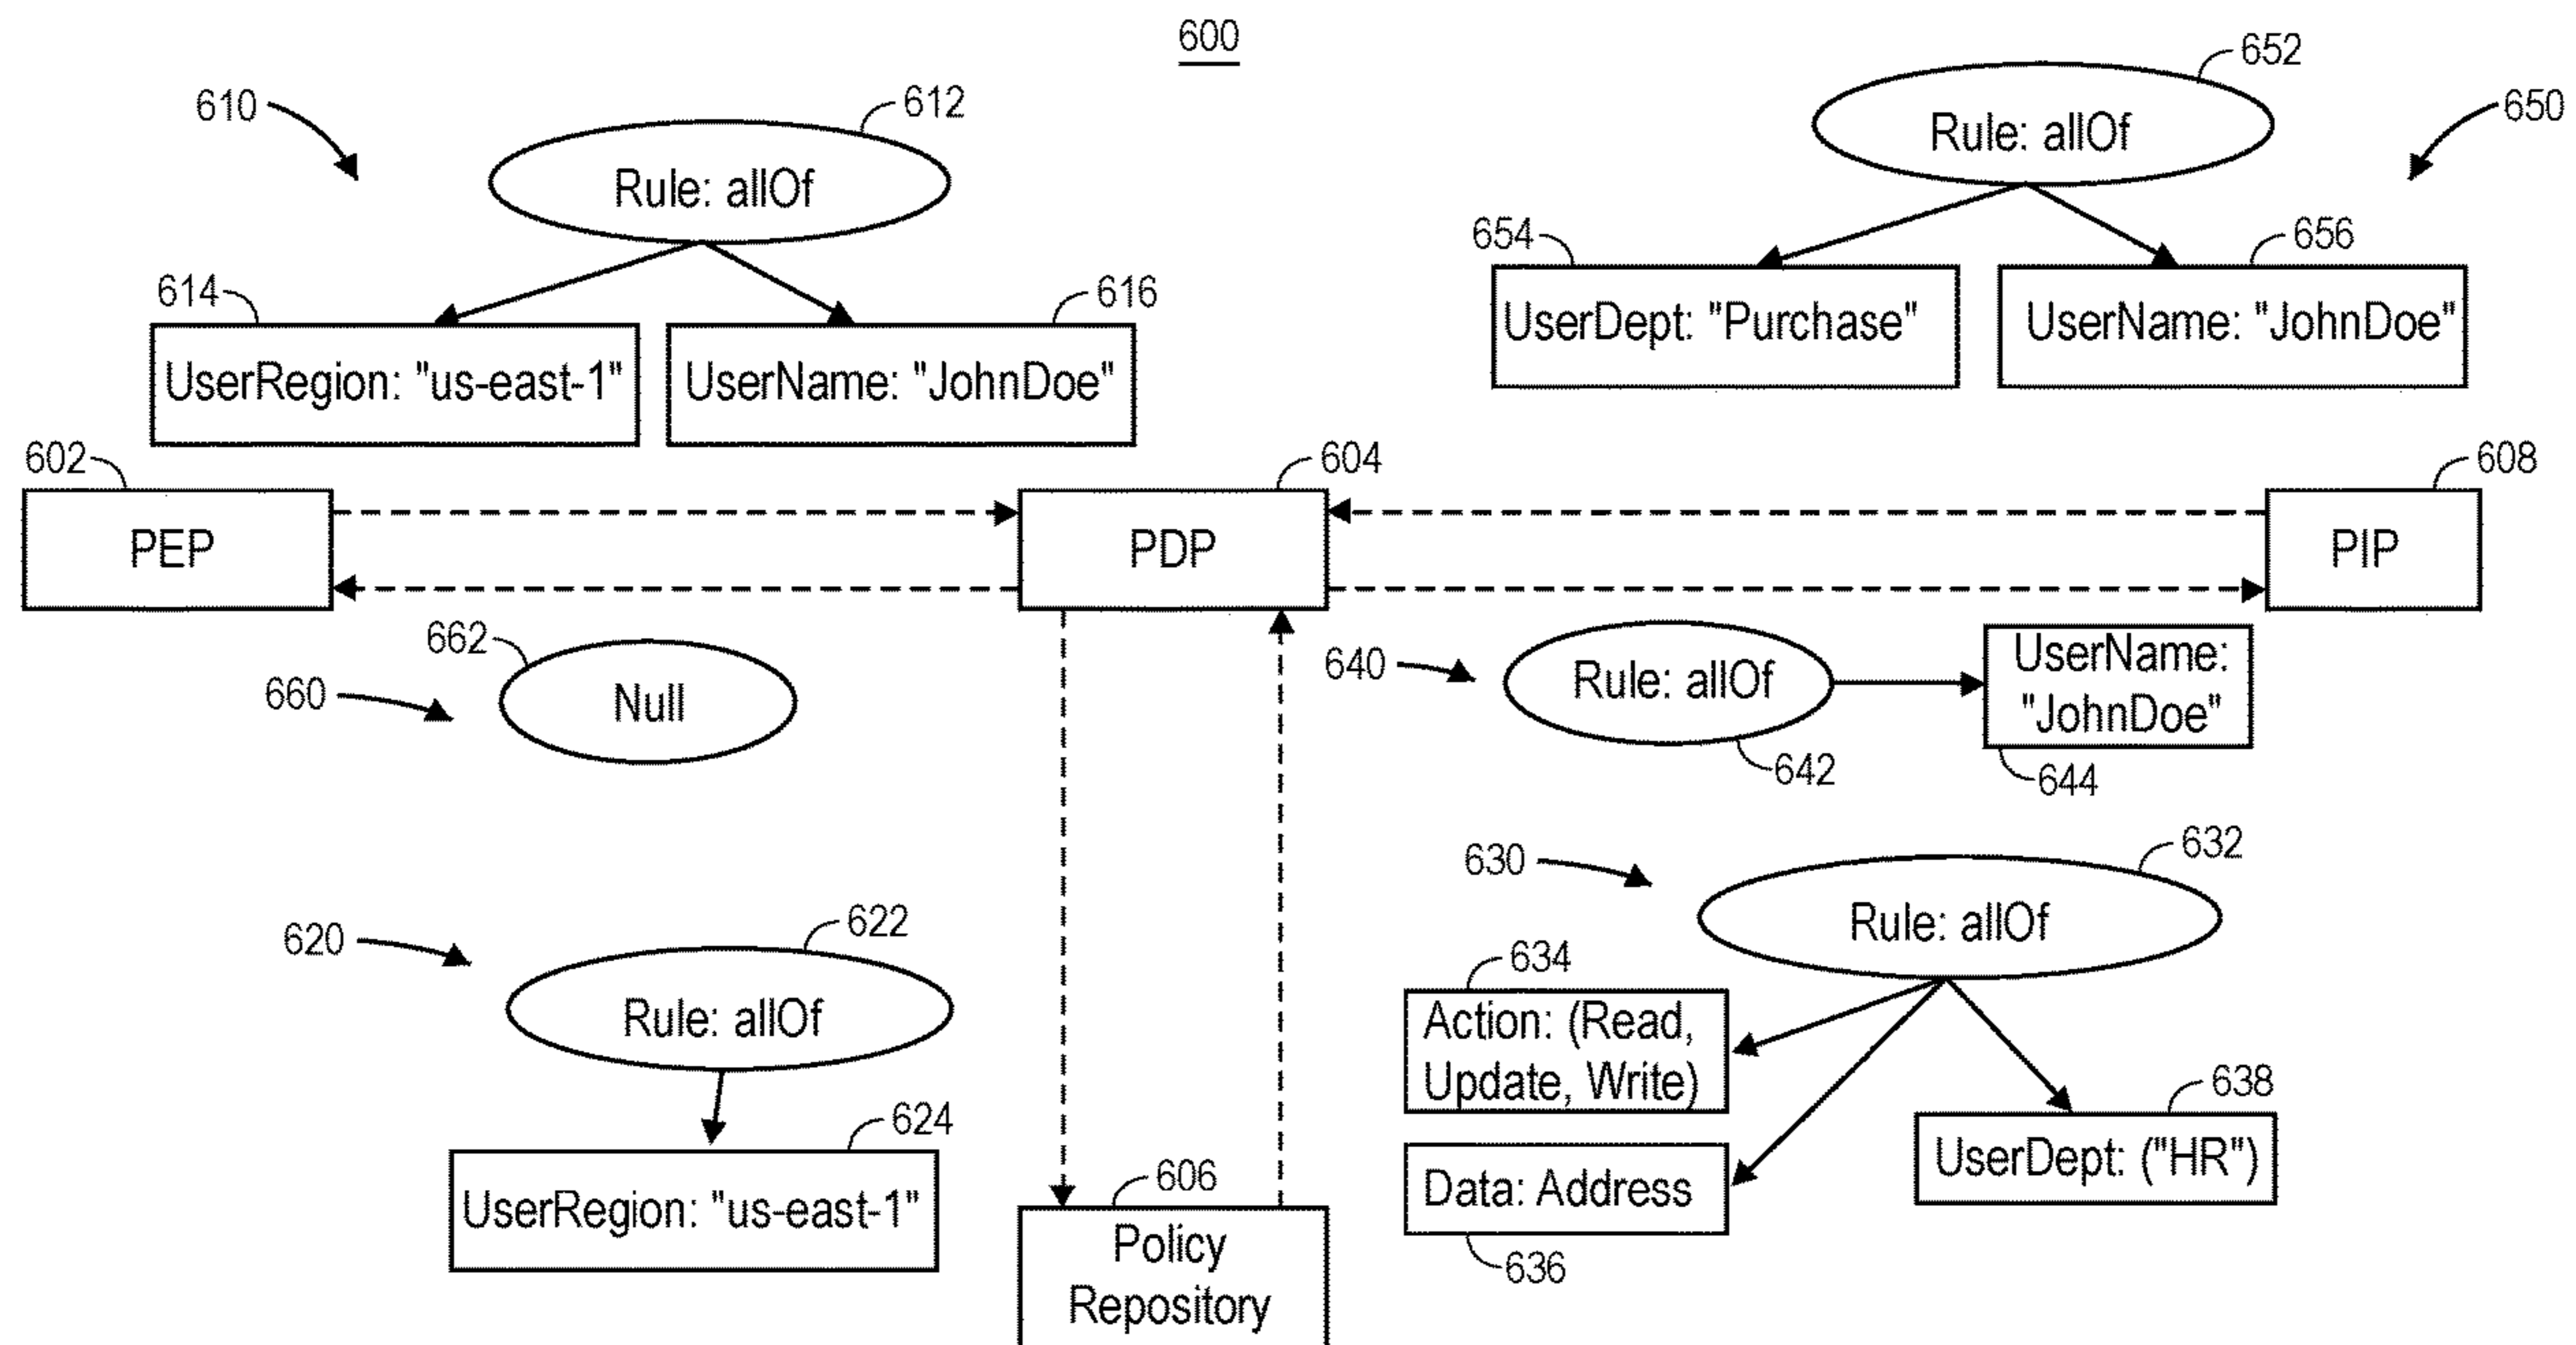 600
652
610
612
650
Rule: allOf
Rule: allOf
654
656
614
616
UserDept: "Purchase"
UserName: "JohnDoe"
UserRegion: "us-east-1"
UserName: "JohnDoe"
602
604
608
PEP
PDP
PIP
662
640
Rule: allOf
UserName:
"JohnDoe"
660
Null
642
644
630
632
620
622
Rule: allOf
634
Rule: allOf
Action: (Read,
Update, Write)
638
624
606
UserDept: ("HR")
UserRegion: "us-east-1"
Data: Address
Policy
Repository
636